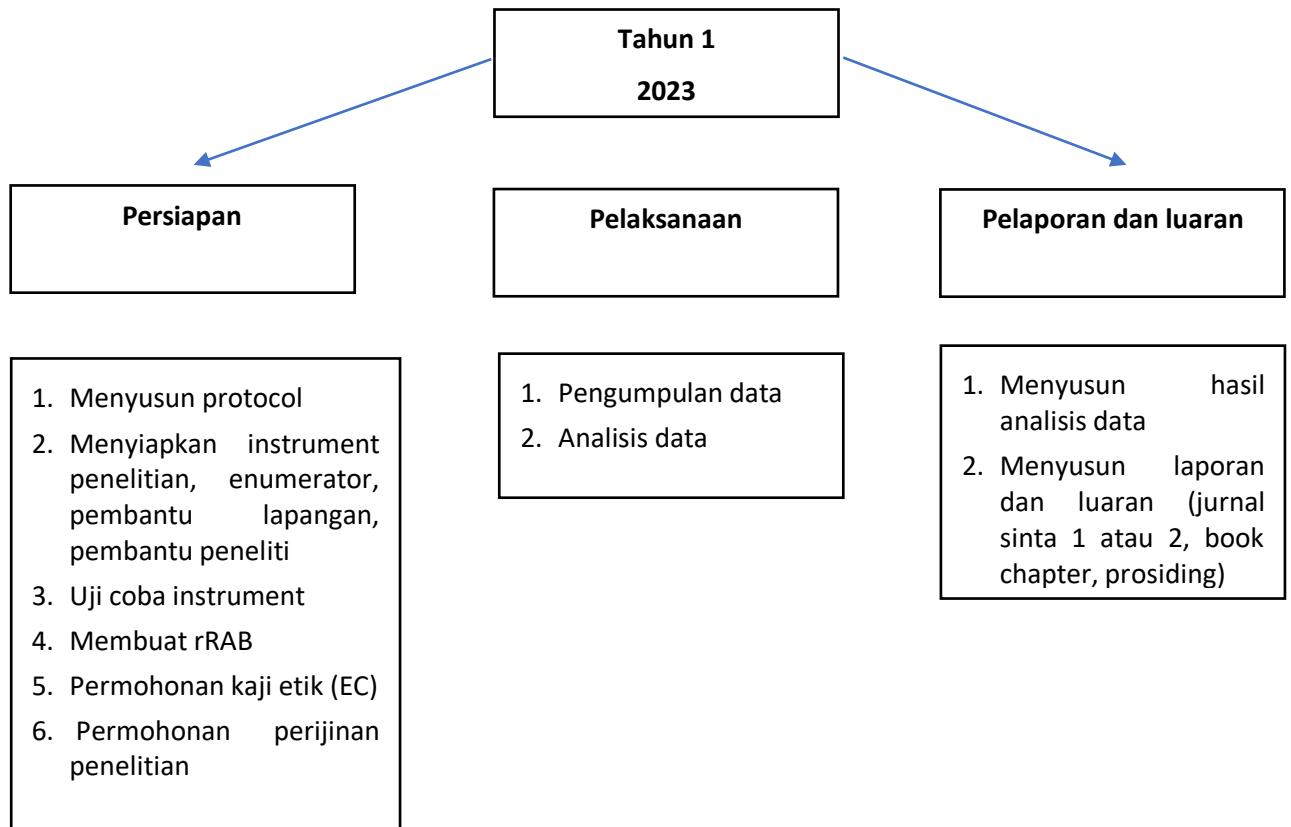 Tahun 1
2023
Persiapan
Pelaksanaan
Pelaporan dan luaran
1. Menyusun protocol
2. Menyiapkan instrument
penelitian, enumerator,
pembantu lapangan,
pembantu peneliti
3. Uji coba instrument
4. Membuat rRAB
5. Permohonan kaji etik (EC)
6. Permohonan perijinan
penelitian
1. Pengumpulan data
2. Analisis data
1. Menyusun hasil
analisis data
2. Menyusun laporan
dan luaran (jurnal
sinta 1 atau 2, book
chapter, prosiding)